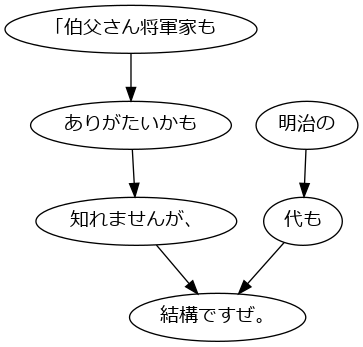 「伯父さん将軍家も
ありがたいかも
明治の
知れませんが、
代も
結構ですぜ。